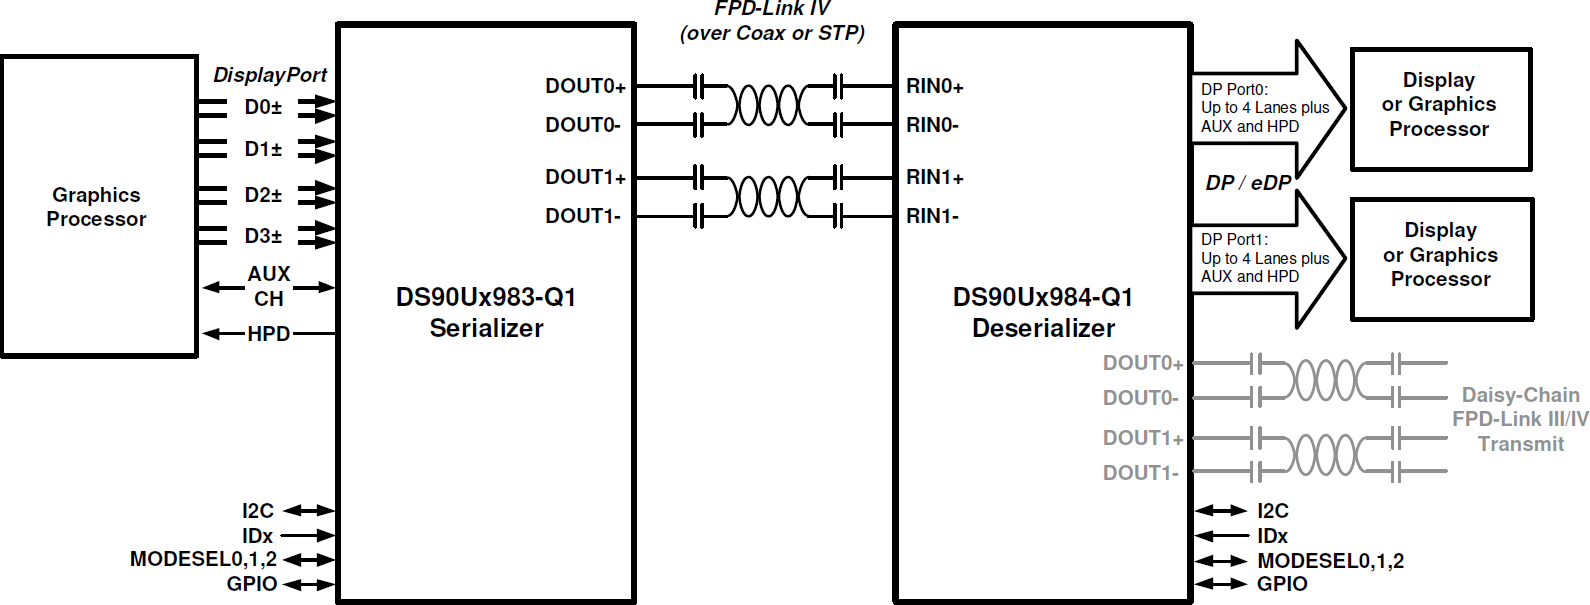 FPD-Link IV
(over Coax or STP)
DisplayPort
D0±
D1±
D2±
D3±
AUX
CH
HPD
Graphics
Processor
DOUT0+
DOUT0-
DOUT1+
DOUT1-
DS90Ux983-Q1
Serializer
I2C
IDx
MODESEL0,1,2
GPIO
RIN0+
RIN0-
RIN1+
RIN1-
DS90Ux984-Q1
Deserializer
DOUT0+
DOUT0-
DOUT1+
DOUT1-
DP Port0:
Up to 4 Lanes plus
AUX and HPD
DP / eDP
DP Port1:
Up to 4 Lanes plus
AUX and HPD
Display
or Graphics
Processor
Display
or Graphics
Processor
Daisy-Chain
FPD-Link III/IV
Transmit
I2C
IDx
MODESEL0,1,2
GPIO